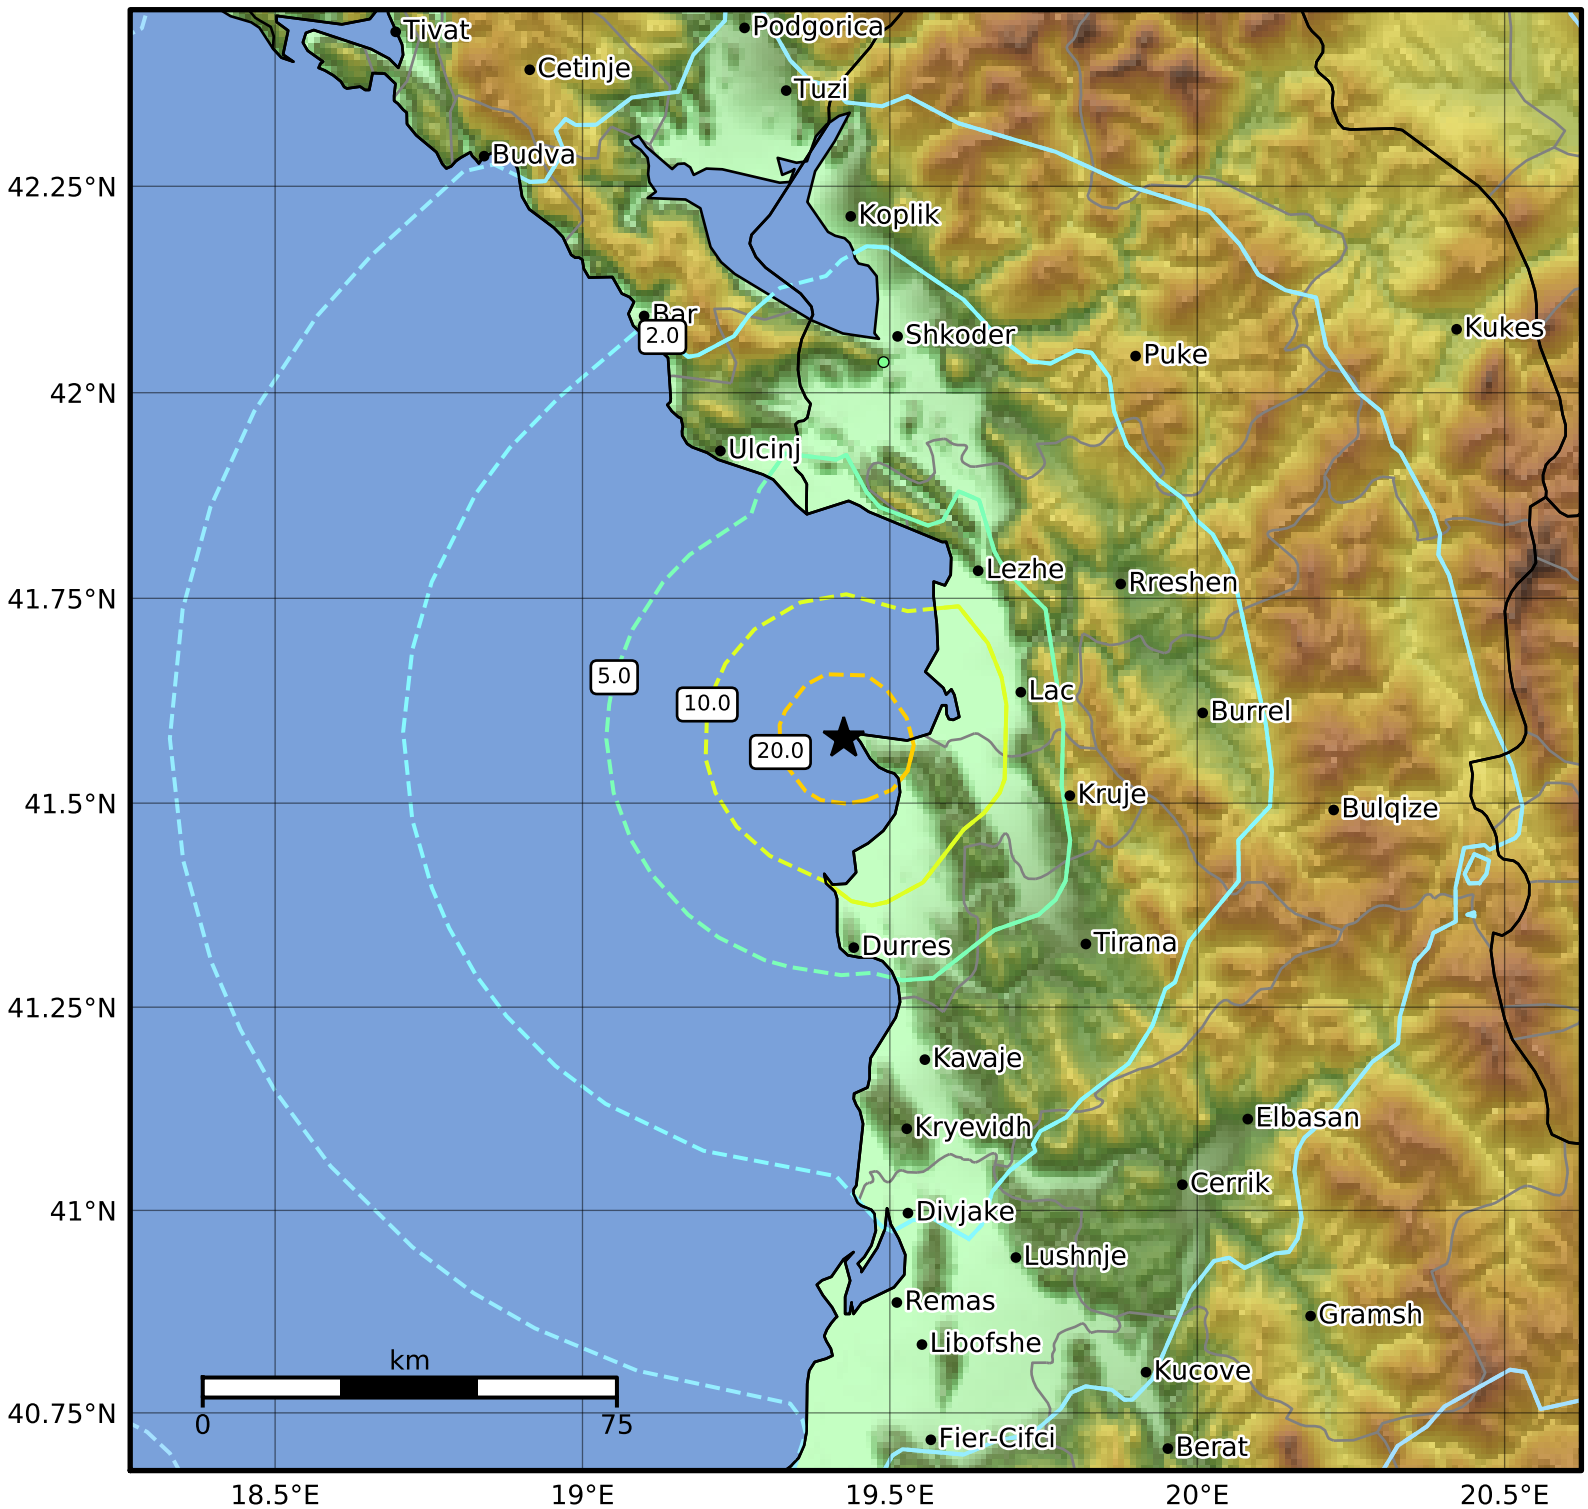 Tivat
Podgorica
Cetinje
Tuzi
Budva
42.25°N
Koplik
Bar
2.0
Shkoder
Kukes
Puke
42°N
Ulcinj
Lezhe
Rreshen
41.75°N
5.0
Lac
10.0
Burrel
20.0
Kruje
41.5°N
Bulqize
Durres
Tirana
41.25°N
Kavaje
Elbasan
Kryevidh
Cerrik
41°N
Divjake
Lushnje
Remas
Gramsh
Libofshe
km
Kucove
0
75
40.75°N
Fier-Cifci
Berat
18.5°E
19°E
19.5°E
20°E
20.5°E